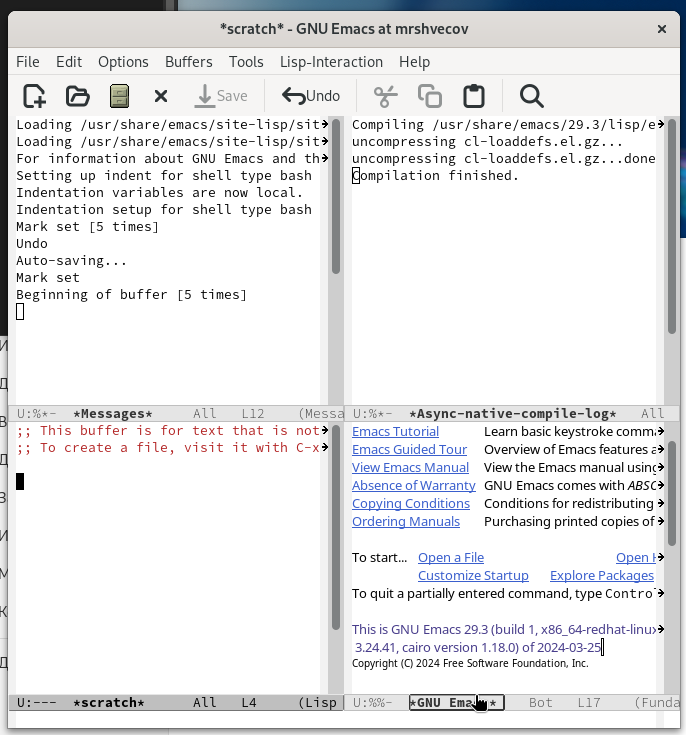 *scratch* - GNU Emacs at mrshvecov
File Edit Options Buffers Tools Lisp-Interaction Help
Save Undo
Loading /usr/share/emacs/site-lisp/sit
Loading /usr/share/emacs/site-lisp/sit
For information about GNU Emacs and th
Setting up indent for shell type bash
Indentation variables are now local.
Indentation setup for shell type bash
Mark set [5 times]
Undo
Auto-saving...
Mark set
Beginning of buffer [5 times]
U:%*- *Messages* All L12 (Messa
Compiling /usr/share/emacs/29.3/lisp/e
uncompressing cl-loaddefs.el.gz...
uncompressing cl-loaddefs.el.gz...done
Compilation finished.
U:%*- *Async-native-compile-log* All
;; This buffer is for text that is not
;; To create a file, visit it with C-x
U:--- *scratch* All L4 (Lisp
Emacs Tutorial Learn basic keystroke comma
Emacs Guided Tour Overview of Emacs features a
View Emacs Manual View the Emacs manual using
Absence of Warranty GNU Emacs comes with ABSO
Copying Conditions Conditions for redistributing
Ordering Manuals Purchasing printed copies of
To start... Open a File Open H
Customize Startup Explore Packages
To quit a partially entered command, type Control
This is GNU Emacs 29.3 (build 1, x86_64-redhat-linux
3.24.41, cairo version 1.18.0) of 2024-03-25
Copyright (C) 2024 Free Software Foundation, Inc.
U:%%- *GNU Emacs* Bot L17 (Funda